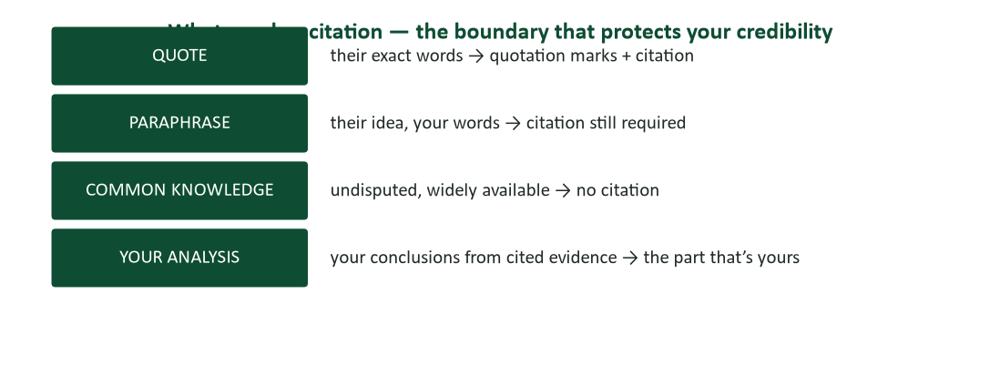 citation — the boundary that protects your credibility
QUOTE
their exact words → quotation marks + citation
PARAPHRASE
their idea, your words → citation still required
COMMON KNOWLEDGE
undisputed, widely available → no citation
YOUR ANALYSIS
your conclusions from cited evidence → the part that’s yours